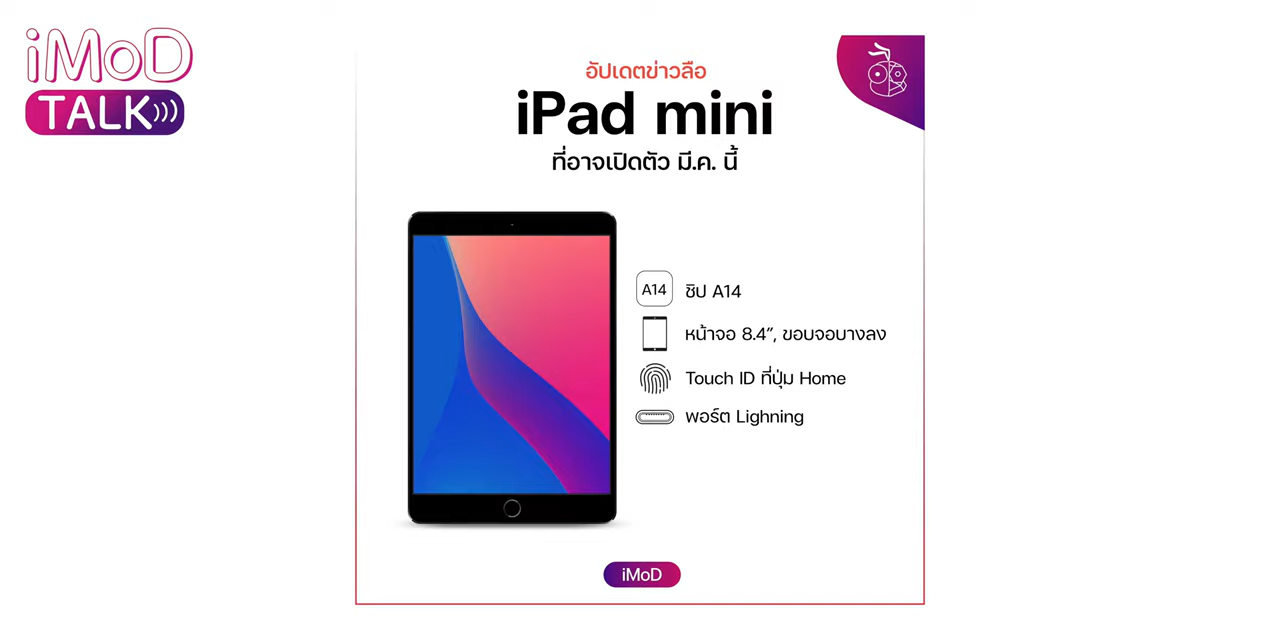 iMoD
TALK
อัปเดตข่าวลือ
iPad mini
ที่อาจเปิดตัว มี.ค. นี้
A14 ชิป A14
หน้าจอ 8.4”, ขอบจอบางลง
Touch ID ที่ปุ่ม Home
พอร์ต Lighning
iMoD